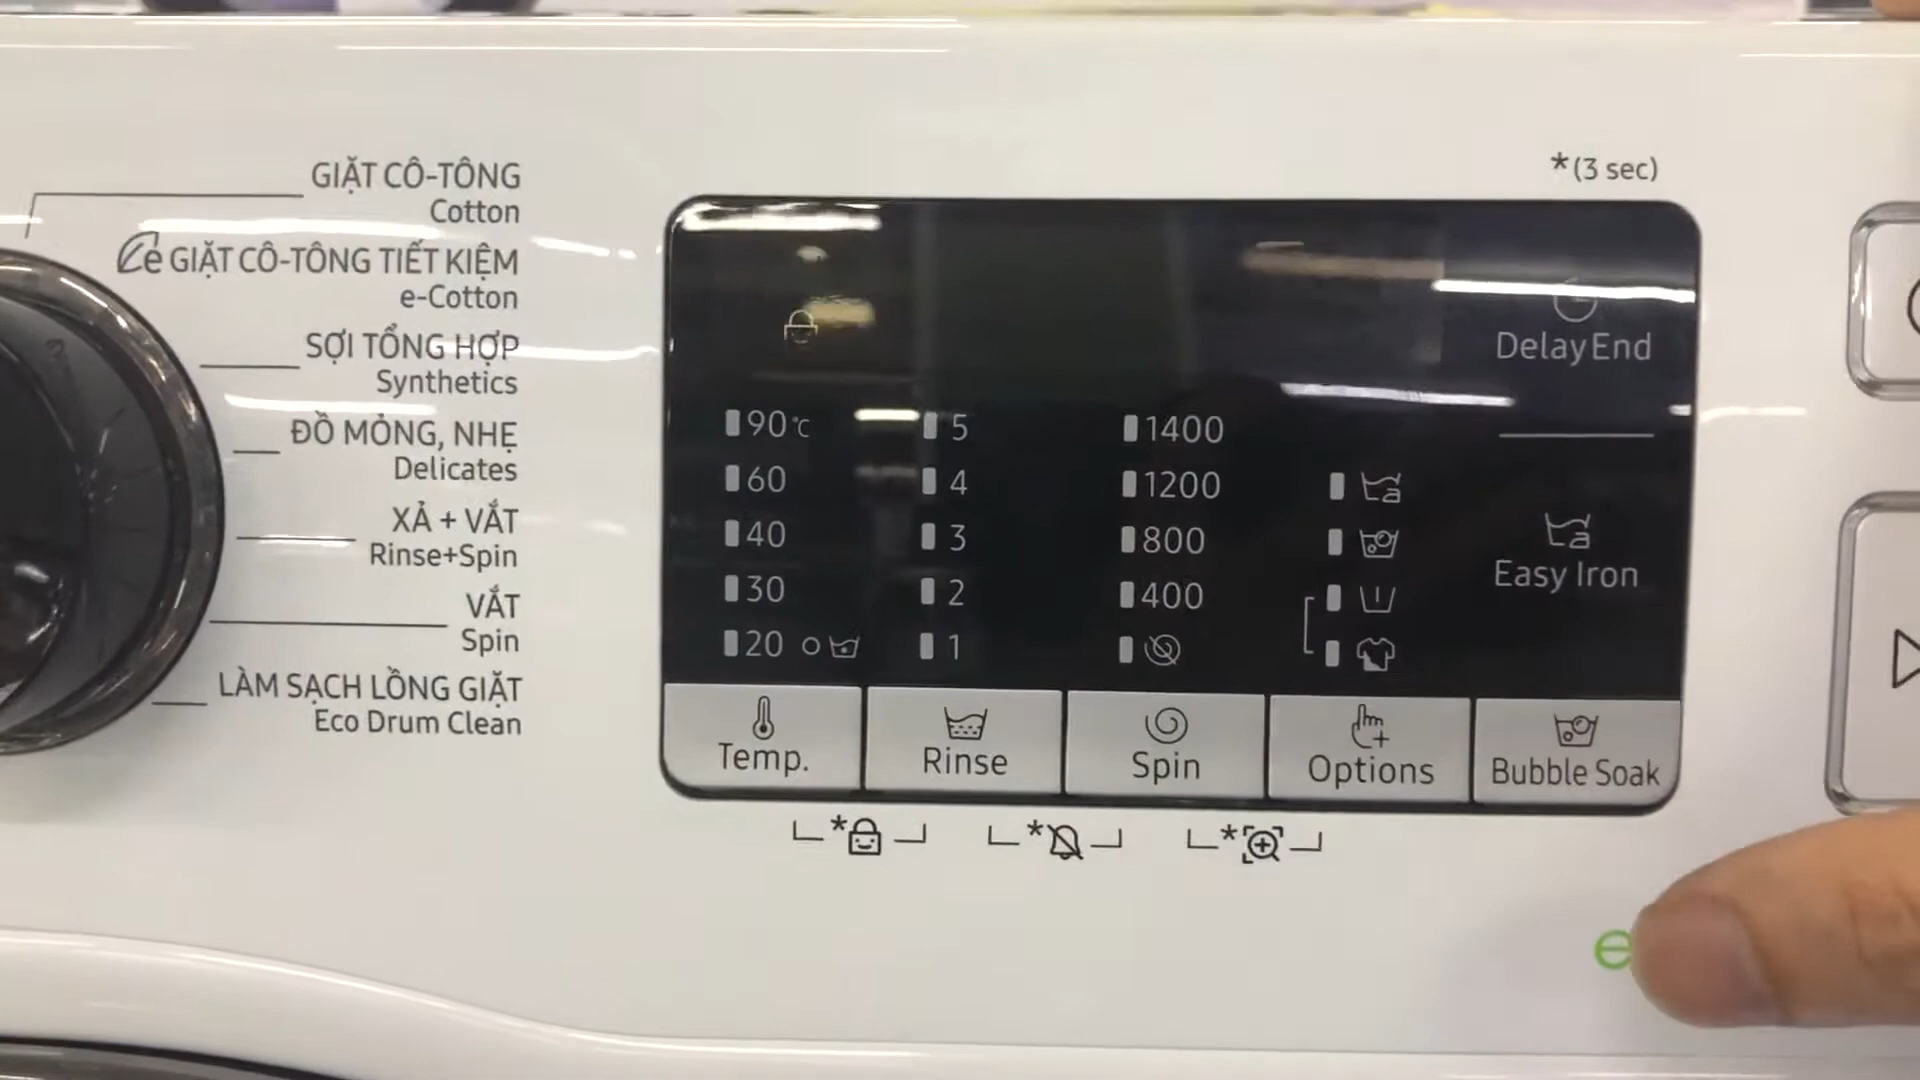 GIẶT CÔ-TÔNG
Cotton
e GIẶT CÔ-TÔNG TIẾT KIỆM
e-Cotton
SỢI TỔNG HỢP
Synthetics
ĐỒ MỎNG, NHẸ
Delicates
XẢ + VẮT
Rinse+Spin
VẮT
Spin
LÀM SẠCH LỒNG GIẶT
Eco Drum Clean
*(3 sec)
Delay End
90℃ 5 1400
60 4 1200
40 3 800
30 2 400
20 1
Easy Iron
Temp. Rinse Spin Options Bubble Soak
* * *
e